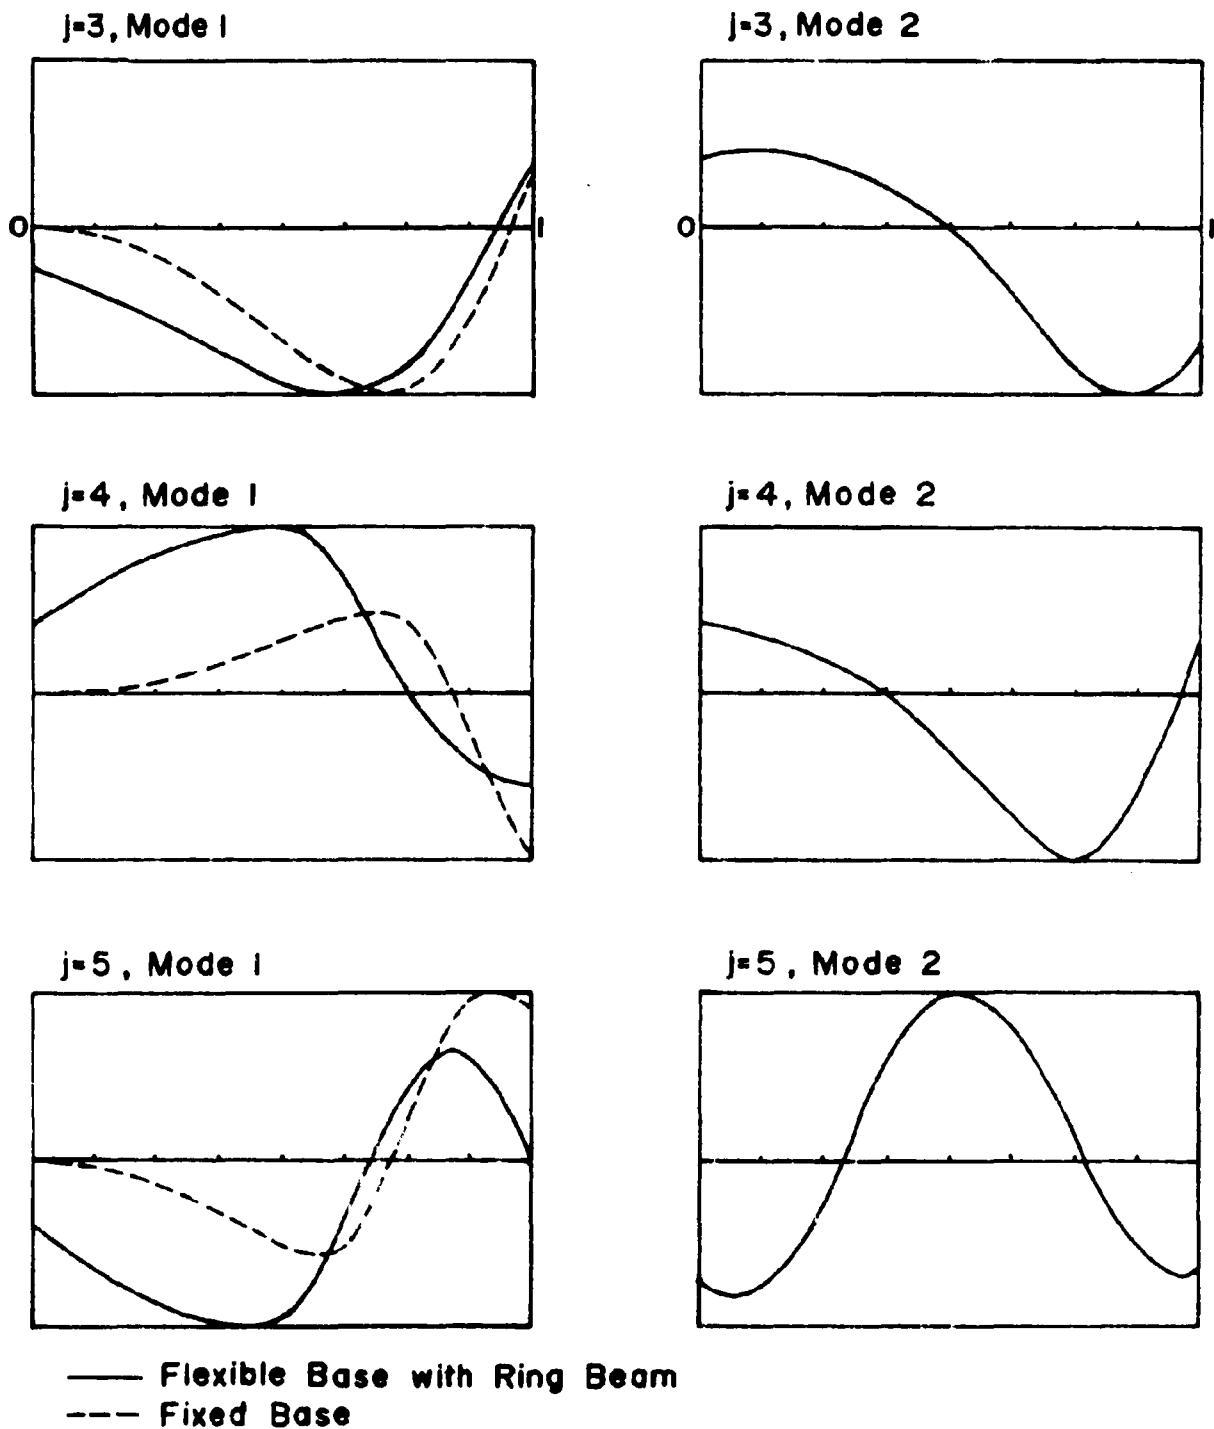 j=3, Mode 1
j=3, Mode 2
0 1
0 1
j=4, Mode 1
j=4, Mode 2
j=5, Mode 1
j=5, Mode 2
Flexible Base with Ring Beam
Fixed Base